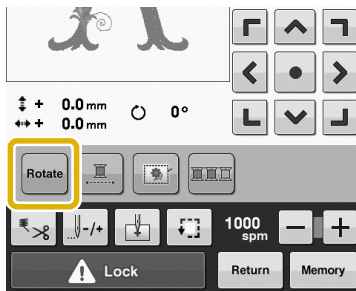 + 0.0 mm
+ 0.0 mm 0°
Rotate
-/+ 1000 spm - +
Lock Return Memory